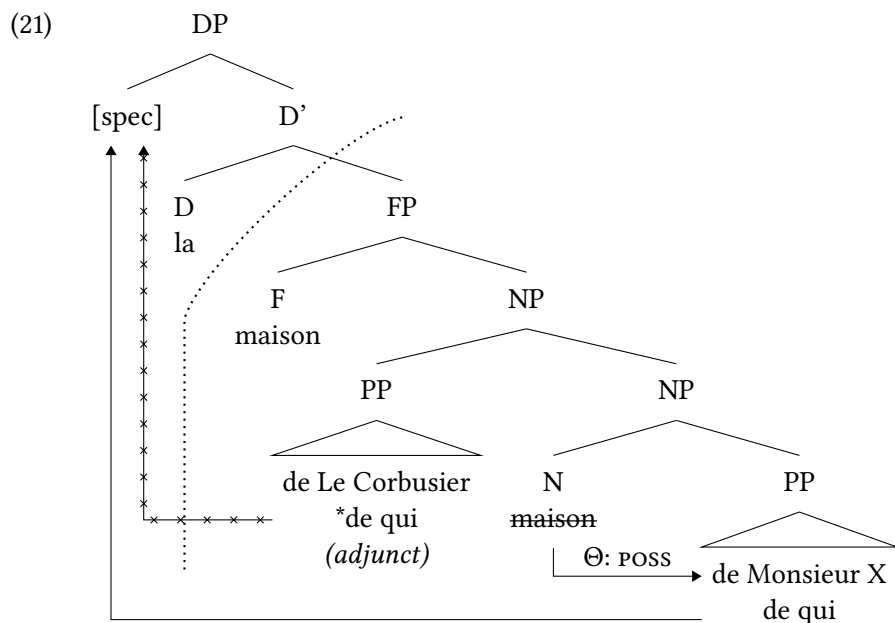 (21) DP
[spec] D’
D FP
la
F NP
maison
PP NP
de Le Corbusier N PP
*de qui maison
(adjunct) Θ: POSS de Monsieur X
de qui